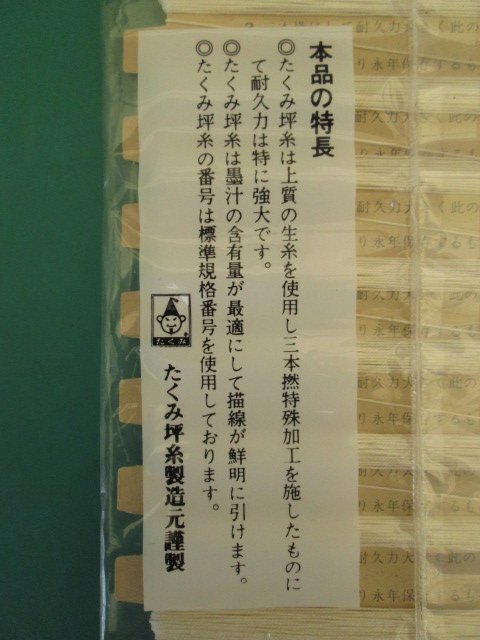 本品の特長
◎たくみ坪糸は上質の生糸を使用し三本撚特殊加工を施したものに
て耐久力は特に強大です。
◎たくみ坪糸は墨汁の含有量が最適にして描線が鮮明に引けます。
◎たくみ坪糸の番号は標準規格番号を使用しております。
たくみ
たくみ坪糸製造元謹製